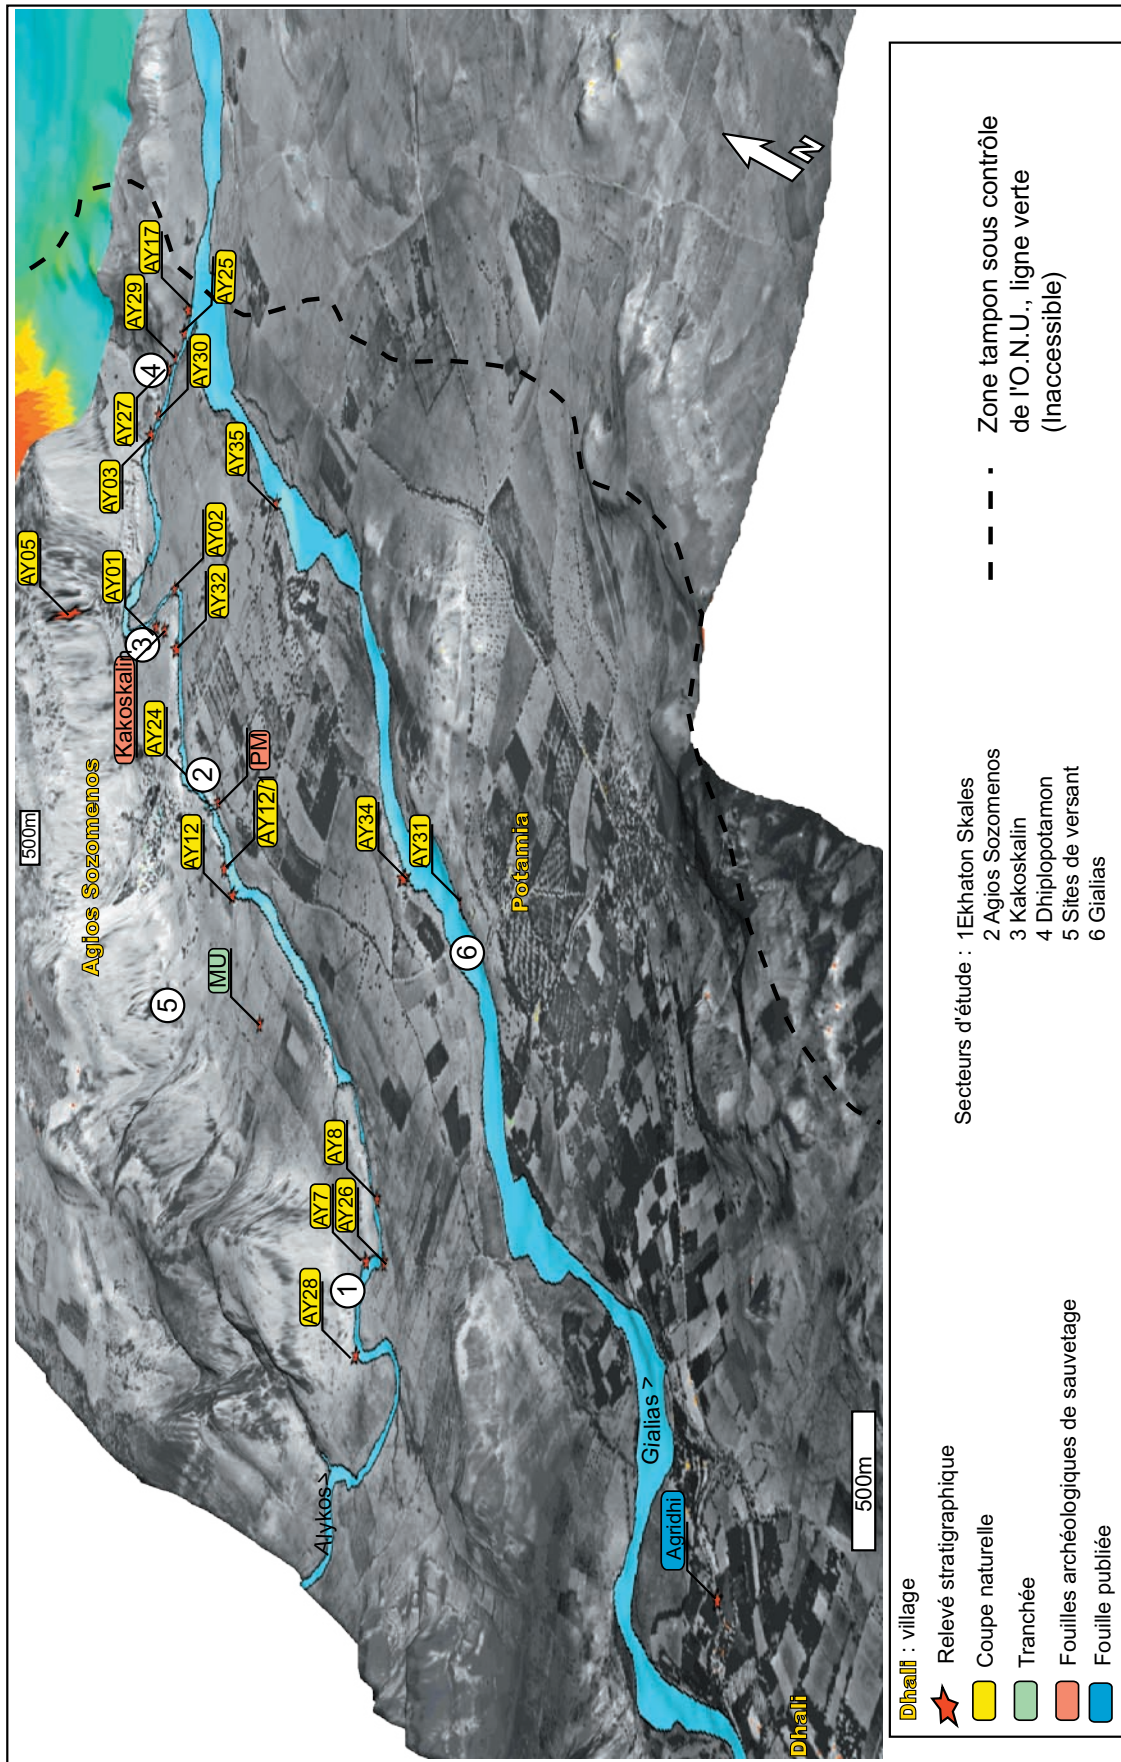 Agios Sozomenos
500m
AY05
AY01
Kakoskalin
3
AY02
AY32
AY24
2
PM
AY12/
AY12
5
MU
AY03
AY27
4
AY29
AY17
AY25
AY30
AY35
AY34
AY31
6
Potamia
AY8
AY7
AY26
1
AY28
Alykos >
Gialias >
Agridhi
Dhali
500m
N
Dhali : village
Relevé stratigraphique
Coupe naturelle
Tranchée
Fouilles archéologiques de sauvetage
Fouille publiée
Secteurs d'étude : 1Ekhaton Skales
2 Agios Sozomenos
3 Kakoskalin
4 Dhiplopotamon
5 Sites de versant
6 Gialias
Zone tampon sous contrôle
de l'O.N.U., ligne verte
(Inaccessible)